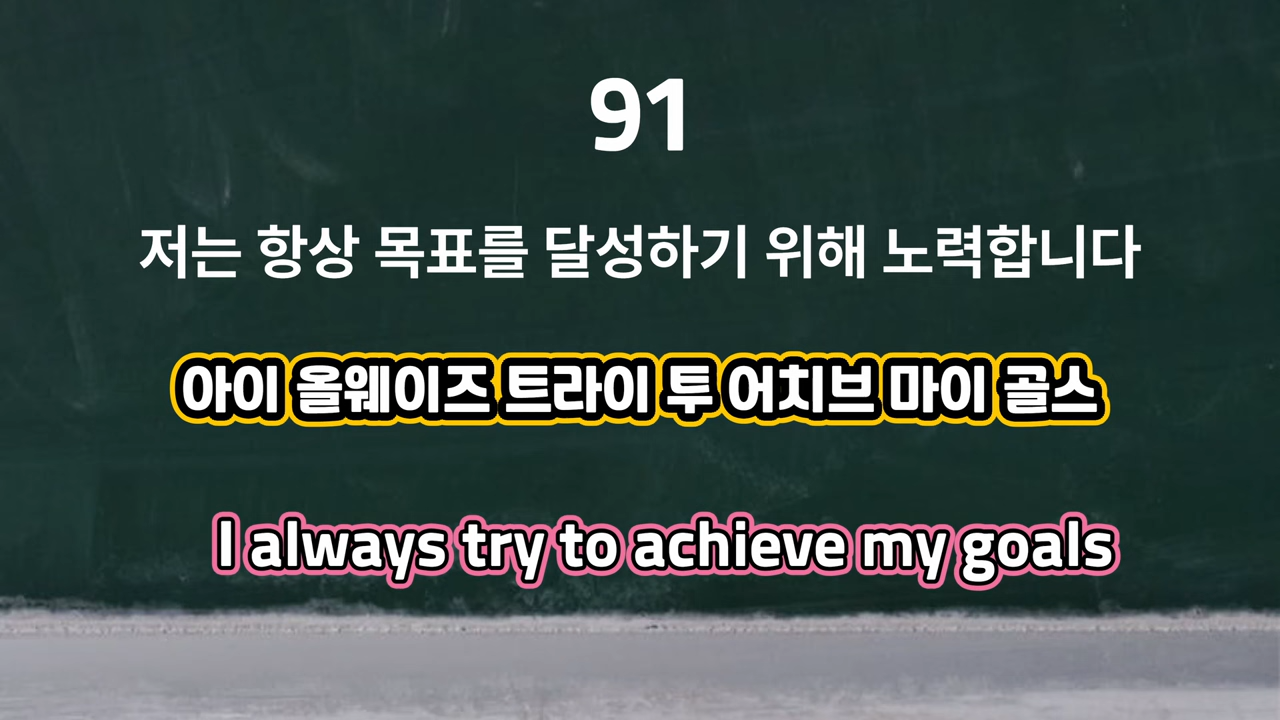 91
저는 항상 목표를 달성하기 위해 노력합니다
아이 올웨이즈 트라이 투 어치브 마이 골스
I always try to achieve my goals